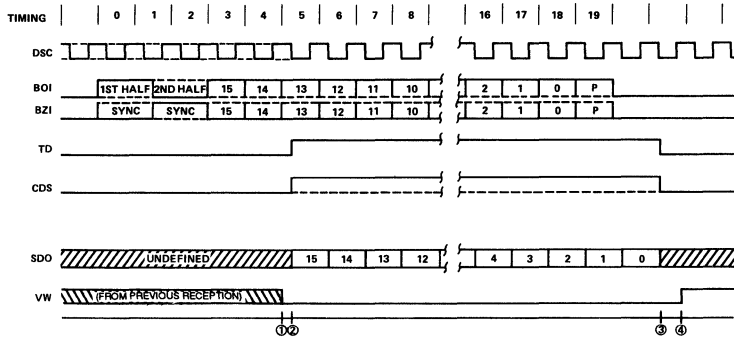 TIMING 0 1 2 3 4 5 6 7 8 16 17 18 19
DSC
BOI 1ST HALF 2ND HALF 15 14 13 12 11 10 2 1 0 P
BZI SYNC SYNC 15 14 13 12 11 10 2 1 0 P
TD
CDS
SDO UNDEFINED 15 14 13 12 4 3 2 1 0
VW (FROM PREVIOUS RECEPTION)
① ② ③ ④